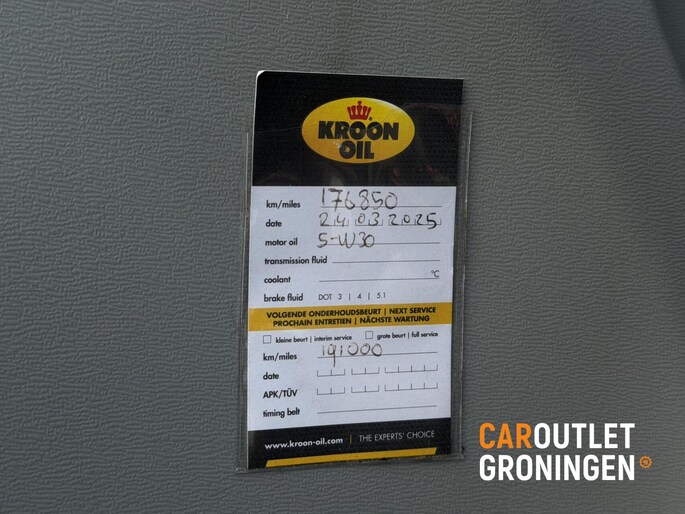 KROON
OIL
km/miles 176850
date 24 03 2025
motor oil 5-W30
transmission fluid
coolant °C
brake fluid DOT 3 | 4 | 5.1
VOLGENDE ONDERHOUDSBEURT | NEXT SERVICE
PROCHAIN ENTRETIEN | NÄCHSTE WARTUNG
kleine beurt | interim service grote beurt | full service
km/miles 191000
date
APK/TÜV
timing belt
www.kroon-oil.com | THE EXPERTS' CHOICE
CAROUTLET
GRONINGEN